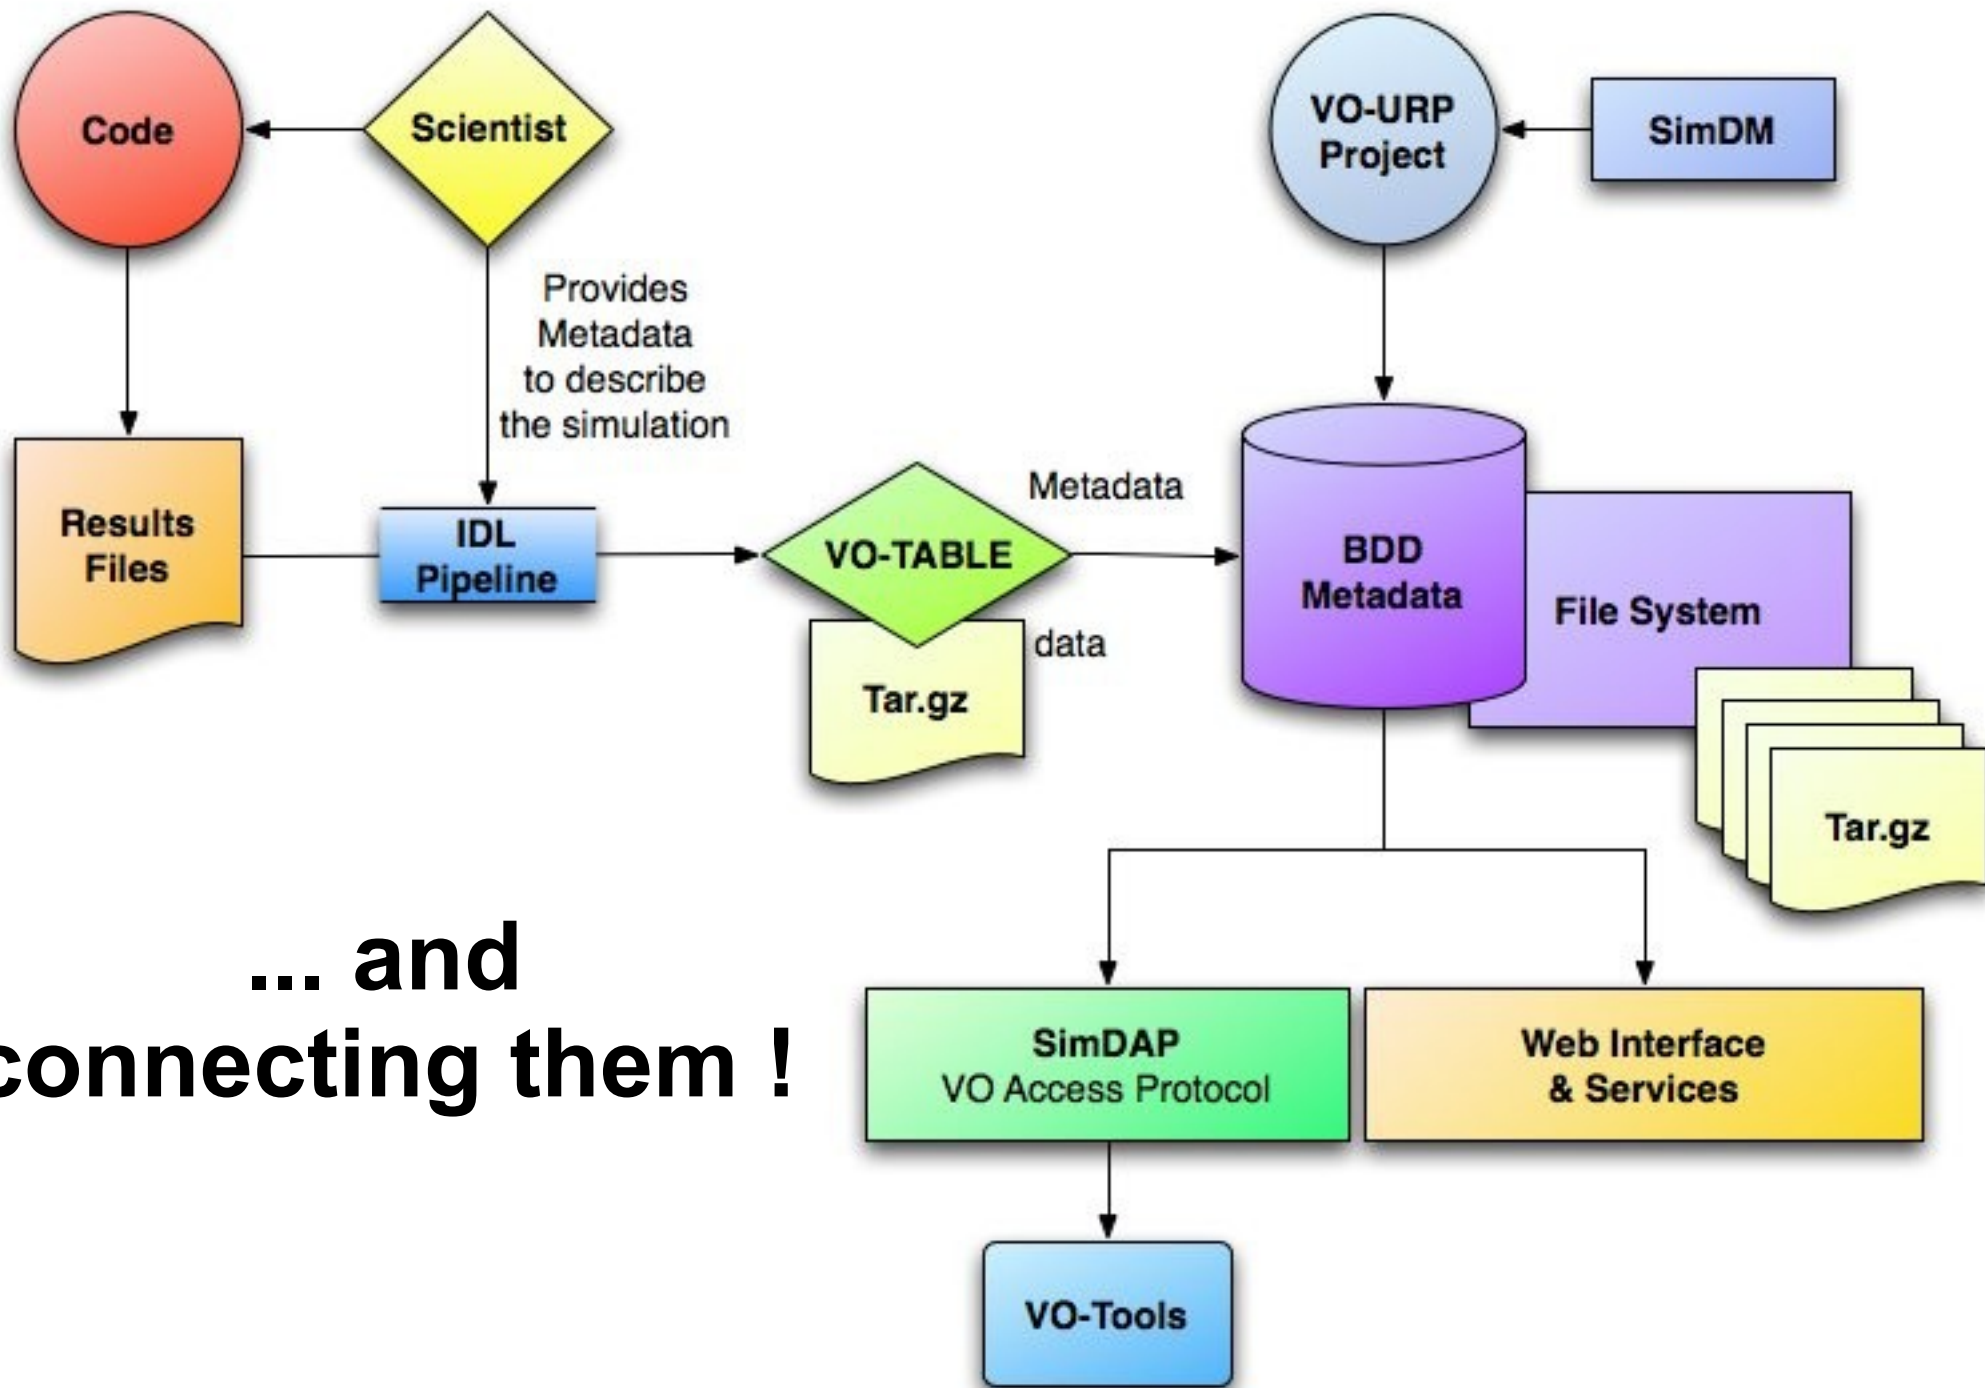 Code
Scientist
VO-URP
Project
SimDM
Provides
Metadata
to describe
the simulation
Results
Files
IDL
Pipeline
VO-TABLE
Metadata
data
Tar.gz
BDD
Metadata
File System
Tar.gz
... and
connecting them !
SimDAP
VO Access Protocol
Web Interface
& Services
VO-Tools